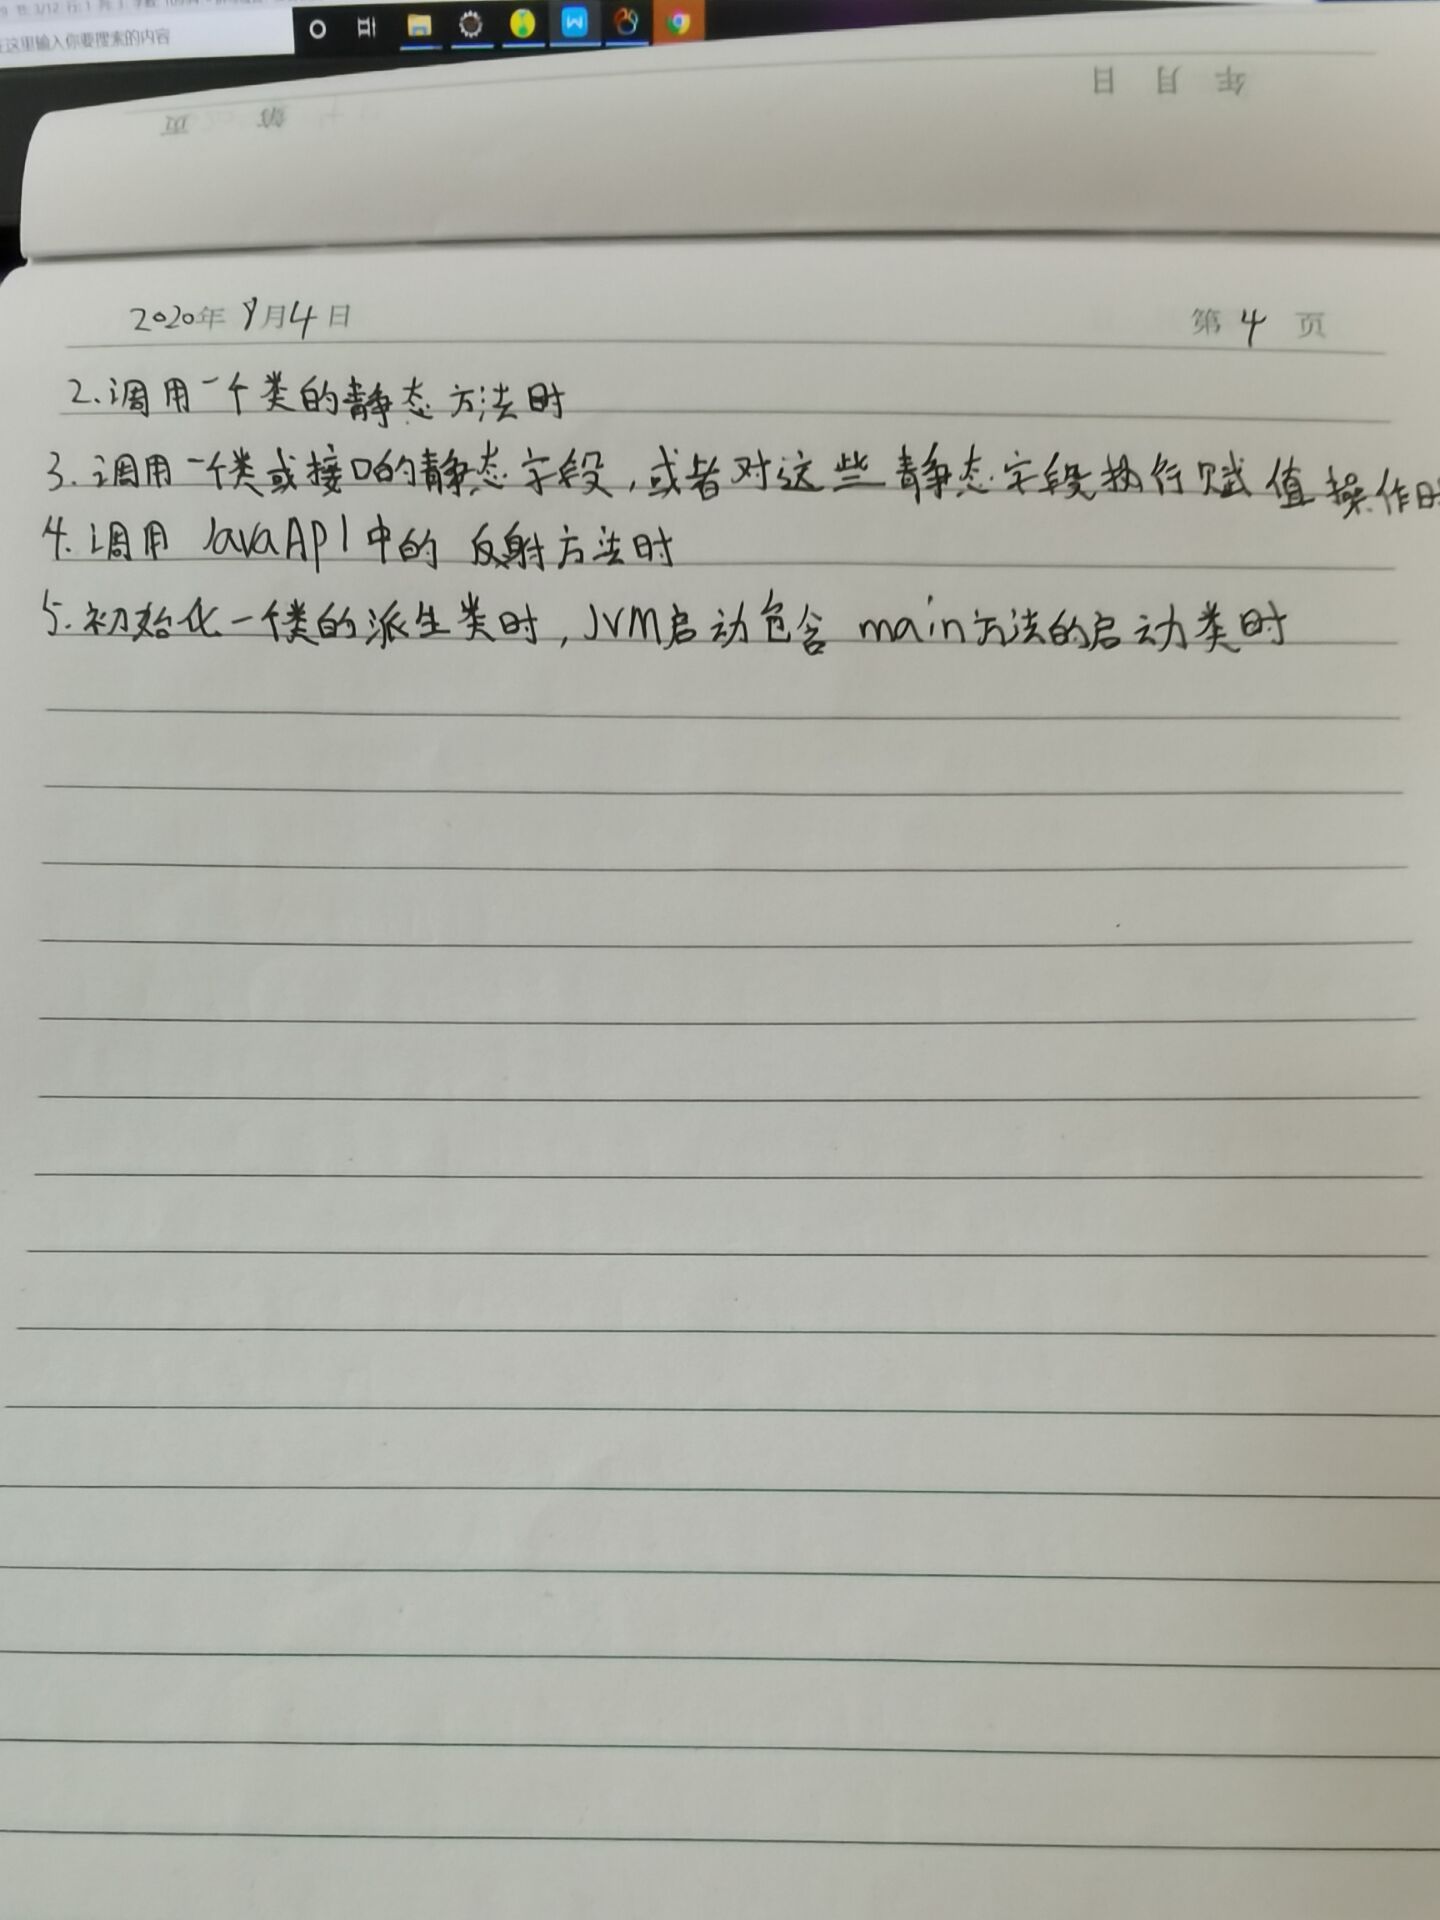 这里输入你要搜索的内容
年 月 日
第 页
2020年9月4日 第 4 页
2.调用一个类的静态方法时
3.调用一个类或接口的静态字段,或者对这些静态字段执行赋值操作时
4.调用JavaAPI中的反射方法时
5.初始化一个类的派生类时,JVM启动包含main方法的启动类时